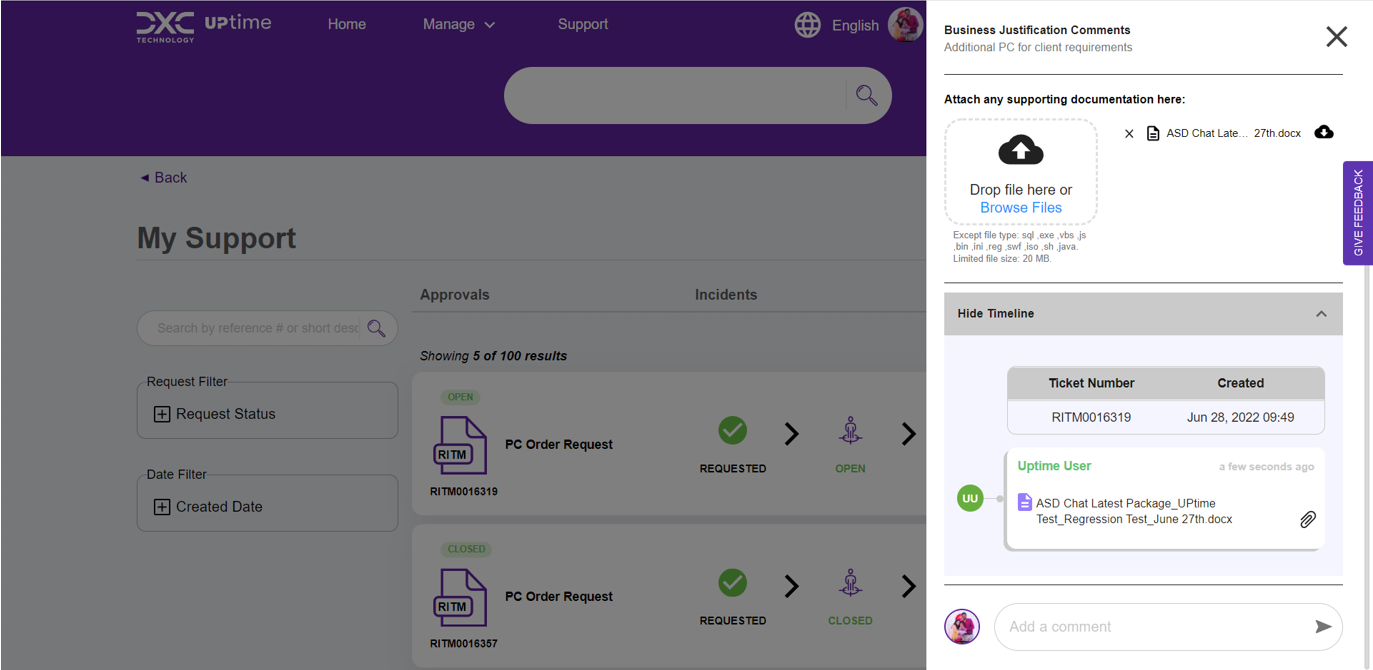 DXC
TECHNOLOGY
UPtime
Home
Manage
Support
English
◄ Back
My Support
Search by reference # or short desc
Request Filter
Request Status
Date Filter
Created Date
Approvals
Incidents
Showing 5 of 100 results
OPEN
RITM
RITM0016319
PC Order Request
REQUESTED
OPEN
CLOSED
RITM
RITM0016357
PC Order Request
REQUESTED
CLOSED
Business Justification Comments
Additional PC for client requirements
Attach any supporting documentation here:
Drop file here or
Browse Files
Except file type: sql ,exe ,vbs ,js
,bin ,ini ,reg ,swf ,iso ,sh ,java.
Limited file size: 20 MB.
ASD Chat Late... 27th.docx
GIVE FEEDBACK
Hide Timeline
Ticket Number Created
RITM0016319 Jun 28, 2022 09:49
UU
Uptime User
a few seconds ago
ASD Chat Latest Package_UPtime
Test_Regression Test_June 27th.docx
Add a comment